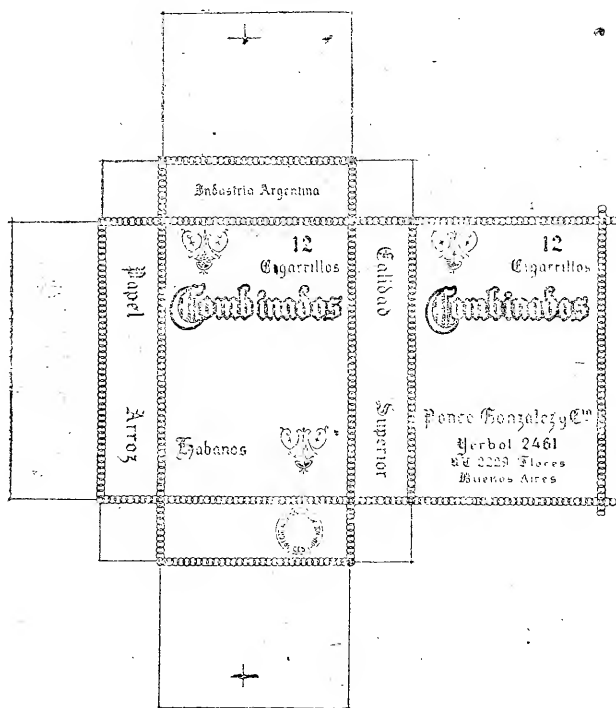 Industria Argentina
Papel Arroz
12
Cigarrillos
Combinados
Habanos
Calidad Superior
12
Cigarrillos
Combinados
Ponce Gonzalez y Cia
Yerbal 2461
2229 Flores
Buenos Aires